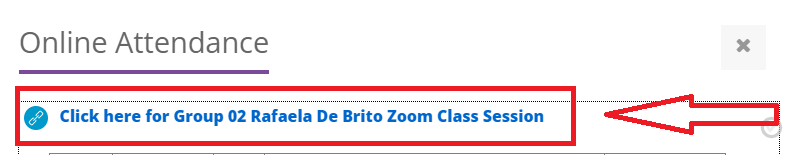 Online Attendance
Click here for Group 02 Rafaela De Brito Zoom Class Session